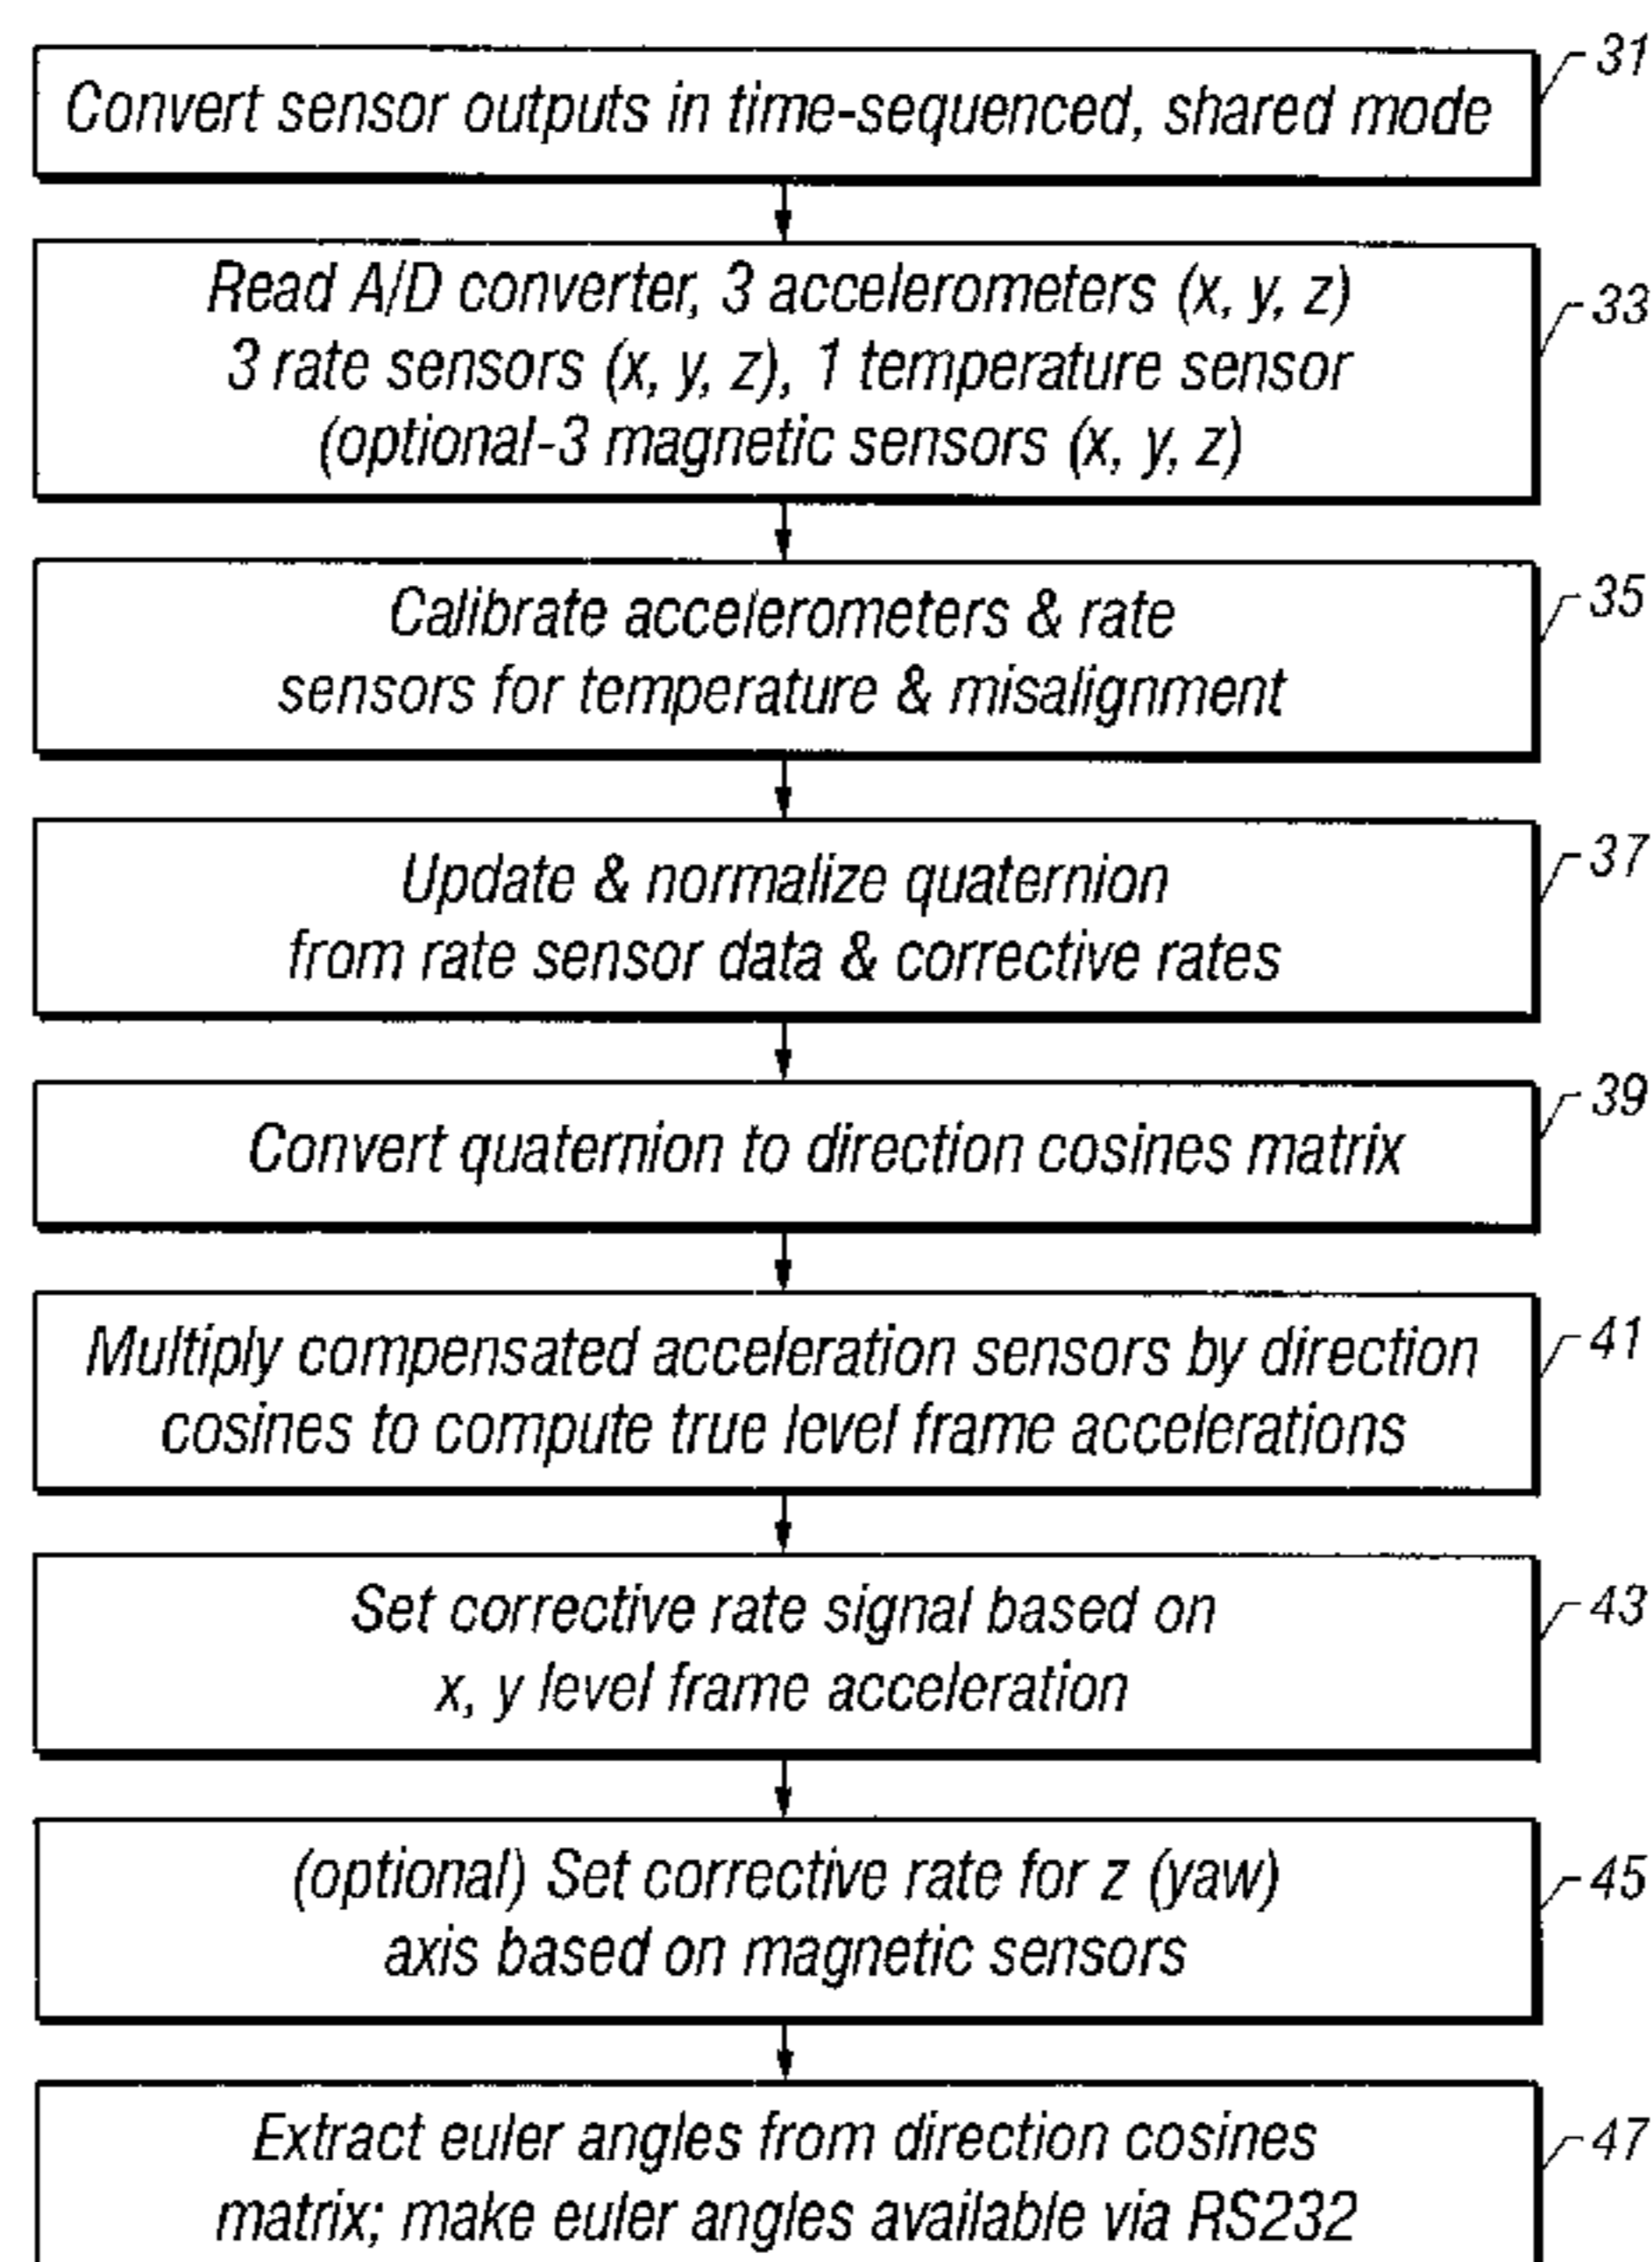 31
Convert sensor outputs in time-sequenced, shared mode
Read A/D converter, 3 accelerometers (x, y, z)
33
3 rate sensors (x, y, z), 1 temperature sensor
(optional-3 magnetic sensors (x, y, z)
35
Calibrate accelerometers & rate
sensors for temperature & misalignment
37
Update & normalize quaternion
from rate sensor data & corrective rates
39
Convert quaternion to direction cosines matrix
41
Multiply compensated acceleration sensors by direction
cosines to compute true level frame accelerations
43
Set corrective rate signal based on
x, y level frame acceleration
45
(optional) Set corrective rate for z (yaw)
axis based on magnetic sensors
47
Extract euler angles from direction cosines
matrix; make euler angles available via RS232